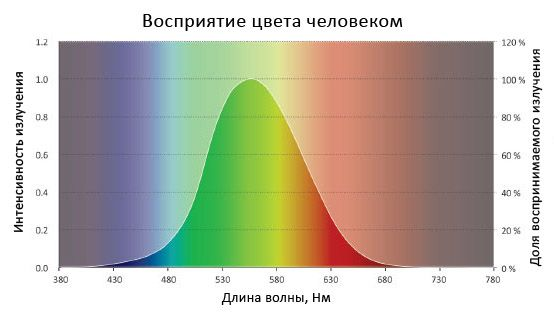 Восприятие цвета человеком
Интенсивность излучения
1.2
1.0
0.8
0.6
0.4
0.2
0.0
120 %
100 %
80 %
60 %
40 %
20 %
0 %
Доля воспринимаемого излучения
380 430 480 530 580 630 680 730 780
Длина волны, Нм